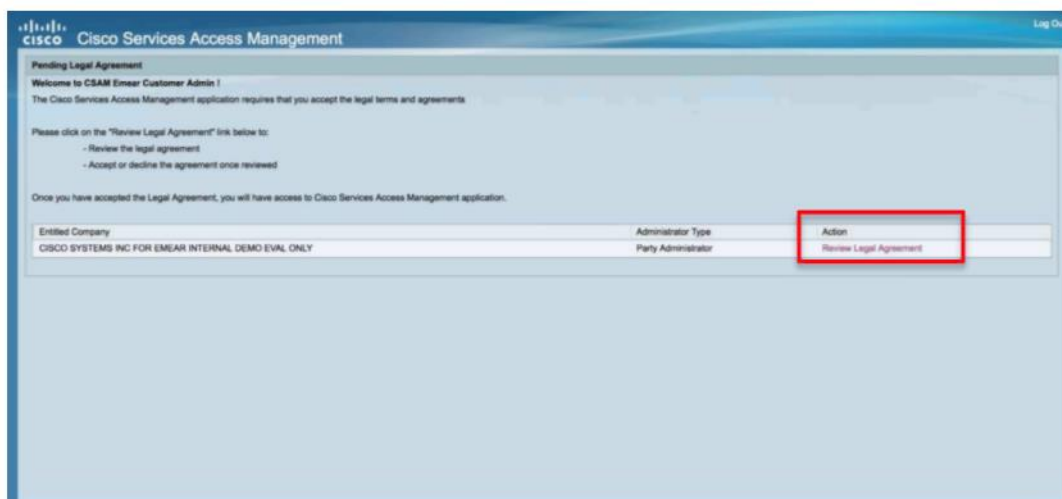 Log Ou
CISCO Cisco Services Access Management
Pending Legal Agreement
Welcome to CSAM Emear Customer Admin !
The Cisco Services Access Management application requires that you accept the legal terms and agreements
Please click on the "Review Legal Agreement" link below to:
- Review the legal agreement
- Accept or decline the agreement once reviewed
Once you have accepted the Legal Agreement, you will have access to Cisco Services Access Management application.
Entitled Company Administrator Type Action
CISCO SYSTEMS INC FOR EMEAR INTERNAL DEMO EVAL ONLY Party Administrator Review Legal Agreement